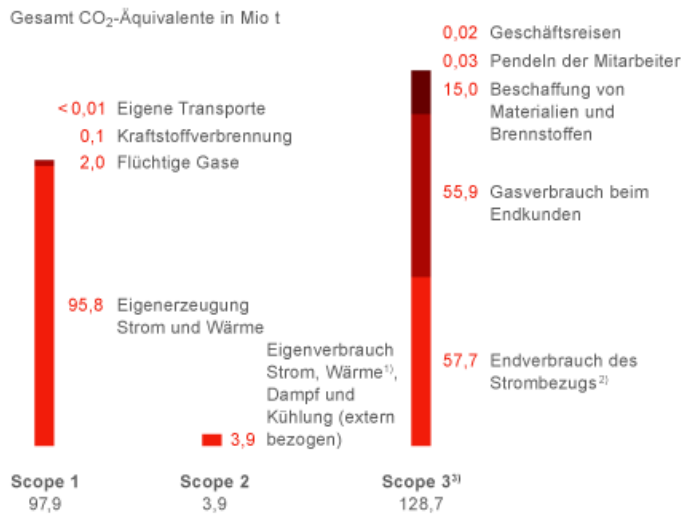 Gesamt CO₂-Äquivalente in Mio t
<0,01 Eigene Transporte
0,1 Kraftstoffverbrennung
2,0 Flüchtige Gase
95,8 Eigenerzeugung
Strom und Wärme
Scope 1
97,9
Eigenverbrauch
Strom, Wärme¹⁾,
Dampf und
Kühlung (extern
3,9 bezogen)
Scope 2
3,9
0,02 Geschäftsreisen
0,03 Pendeln der Mitarbeiter
15,0 Beschaffung von
Materialien und
Brennstoffen
55,9 Gasverbrauch beim
Endkunden
57,7 Endverbrauch des
Strombezugs²⁾
Scope 3³⁾
128,7